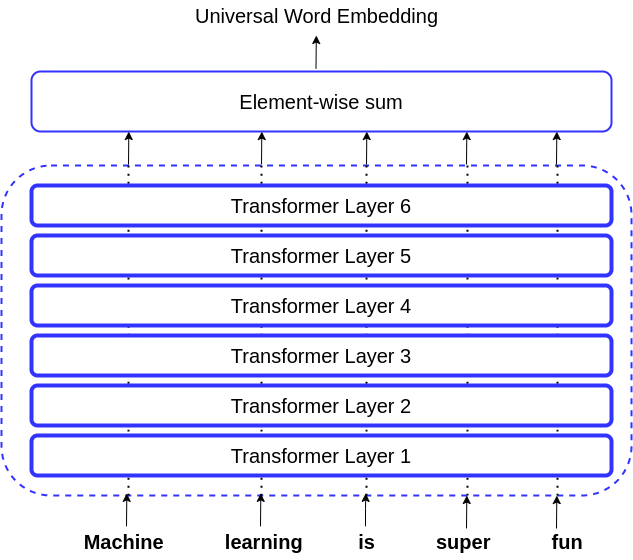 Universal Word Embedding
Element-wise sum
Transformer Layer 6
Transformer Layer 5
Transformer Layer 4
Transformer Layer 3
Transformer Layer 2
Transformer Layer 1
Machine learning is super fun